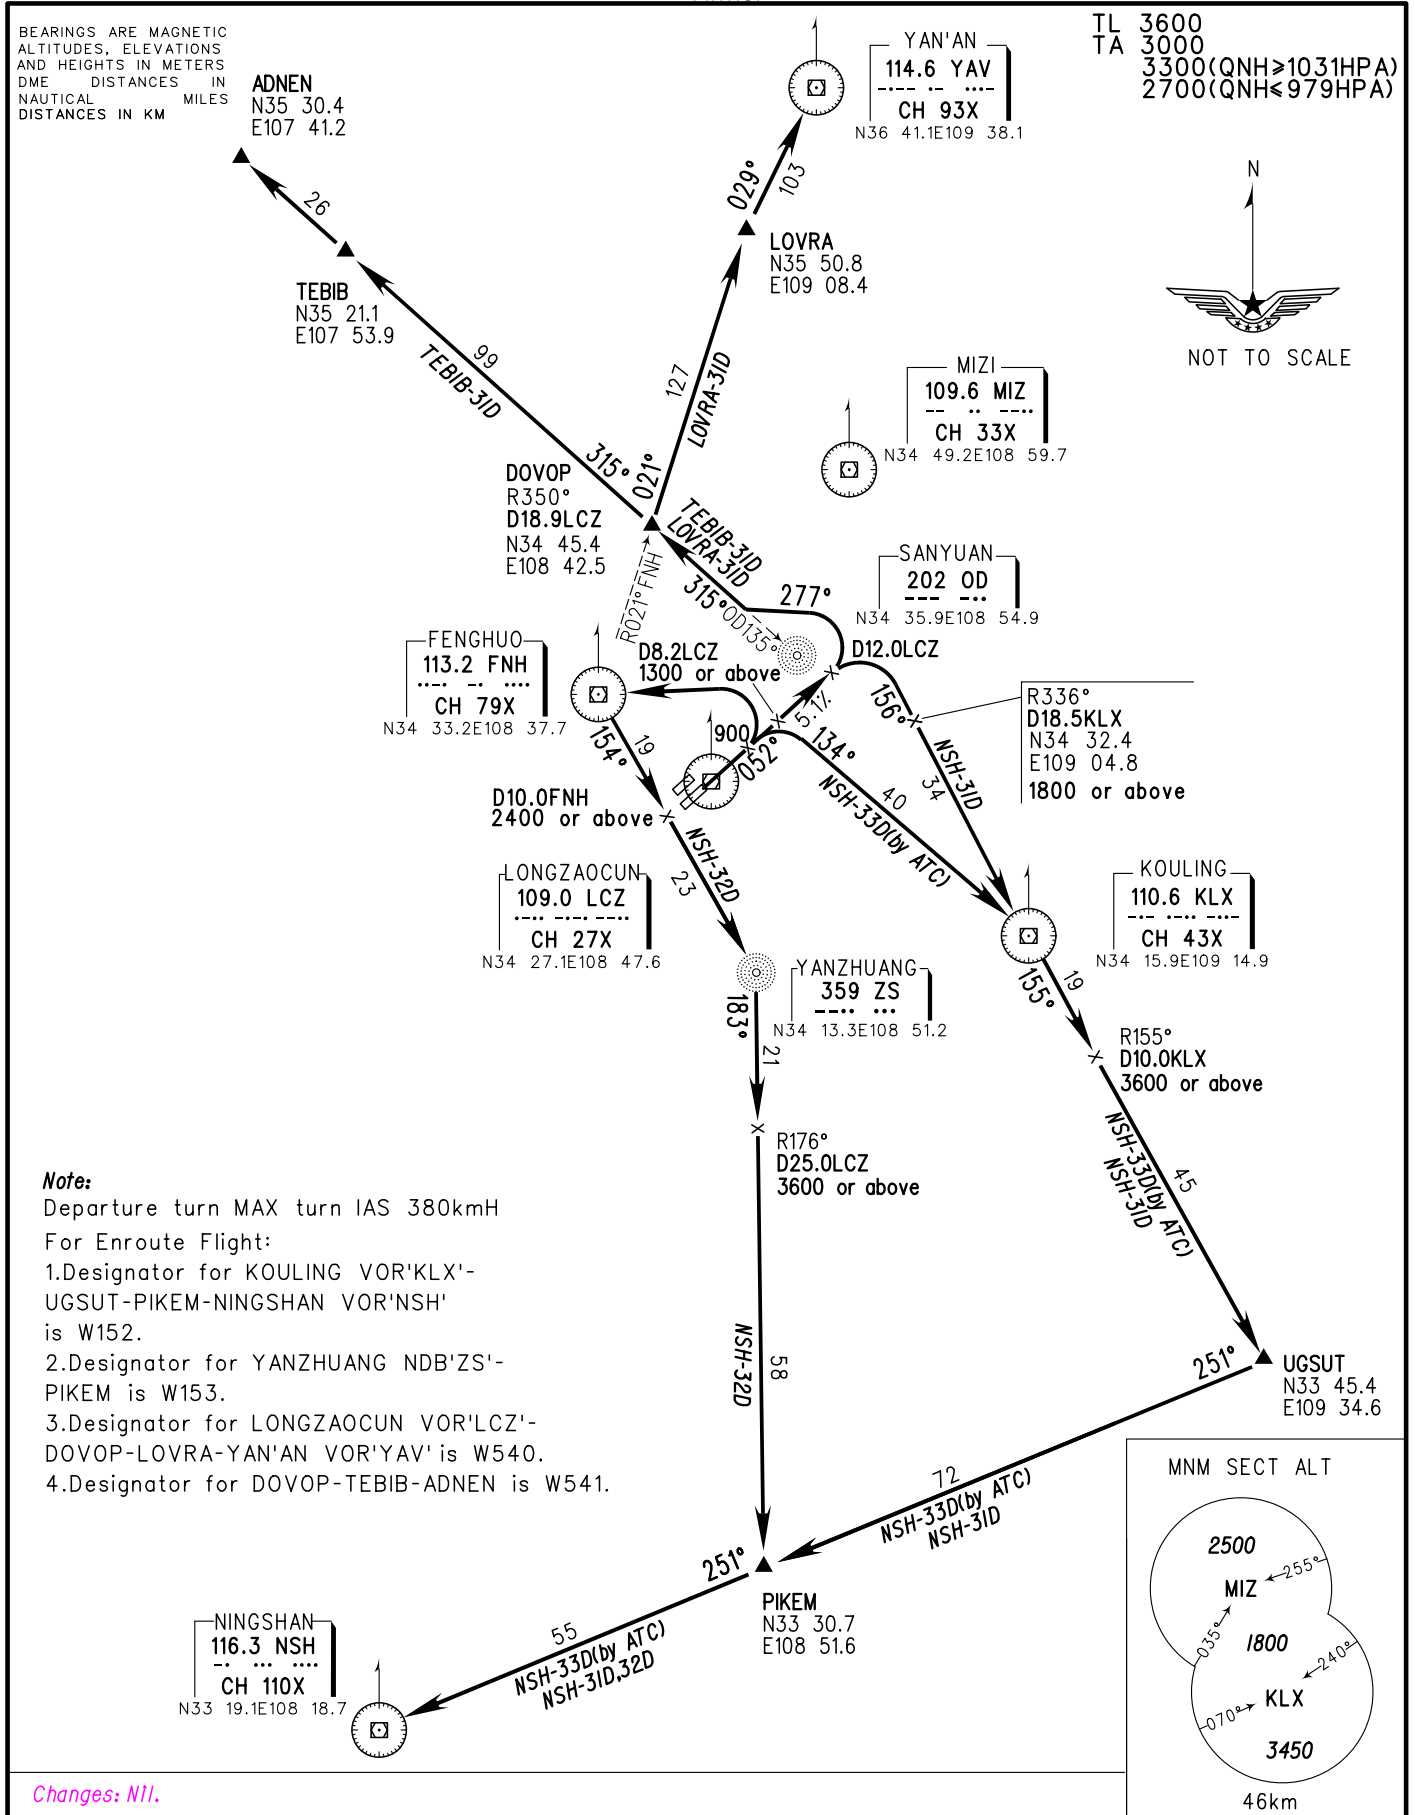 BEARINGS ARE MAGNETIC
ALTITUDES, ELEVATIONS
AND HEIGHTS IN METERS
DME DISTANCES IN
NAUTICAL MILES
DISTANCES IN KM
TL 3600
TA 3000
3300(QNH≥1031HPA)
2700(QNH≤979HPA)
ADNEN
N35 30.4
E107 41.2
YAN'AN
114.6 YAV
CH 93X
N36 41.1E109 38.1
N
NOT TO SCALE
26
029°
103
LOVRA
N35 50.8
E109 08.4
TEBIB
N35 21.1
E107 53.9
99
TEBIB-31D
127
LOVRA-31D
MIZI
109.6 MIZ
CH 33X
N34 49.2E108 59.7
315°
021°
DOVOP
R350°
D18.9LCZ
N34 45.4
E108 42.5
TEBIB-31D
LOVRA-31D
315°
R021°FNH
OD135°
277°
SANYUAN
202 OD
N34 35.9E108 54.9
FENGHUO
113.2 FNH
CH 79X
N34 33.2E108 37.7
D8.2LCZ
1300 or above
D12.0LCZ
5.1%
156°
R336°
D18.5KLX
N34 32.4
E109 04.8
1800 or above
900
052°
134°
154°
19
NSH-31D
34
40
NSH-33D(by ATC)
D10.0FNH
2400 or above
NSH-32D
23
LONGZAOCUN
109.0 LCZ
CH 27X
N34 27.1E108 47.6
KOULING
110.6 KLX
CH 43X
N34 15.9E109 14.9
YANZHUANG
359 ZS
N34 13.3E108 51.2
183°
21
155°
19
R155°
D10.0KLX
3600 or above
R176°
D25.0LCZ
3600 or above
NSH-33D(by ATC)
NSH-31D
45
Note:
Departure turn MAX turn IAS 380kmH
For Enroute Flight:
1.Designator for KOULING VOR'KLX'-
UGSUT-PIKEM-NINGSHAN VOR'NSH'
is W152.
2.Designator for YANZHUANG NDB'ZS'-
PIKEM is W153.
3.Designator for LONGZAOCUN VOR'LCZ'-
DOVOP-LOVRA-YAN'AN VOR'YAV' is W540.
4.Designator for DOVOP-TEBIB-ADNEN is W541.
NSH-32D
58
251°
UGSUT
N33 45.4
E109 34.6
72
NSH-33D(by ATC)
NSH-31D
251°
PIKEM
N33 30.7
E108 51.6
55
NSH-33D(by ATC)
NSH-31D,32D
NINGSHAN
116.3 NSH
CH 110X
N33 19.1E108 18.7
MNM SECT ALT
2500
MIZ
255°
035°
1800
240°
KLX
070°
3450
46km
Changes: Nil.